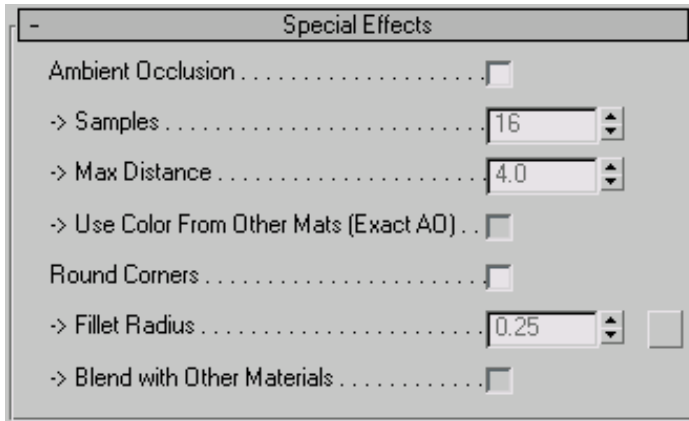 - Special Effects
Ambient Occlusion . . . . . . . . . . . . . . . . . . . . .
-> Samples . . . . . . . . . . . . . . . . . . . . . . . . . . . 16
-> Max Distance . . . . . . . . . . . . . . . . . . . . . . . 4.0
-> Use Color From Other Mats (Exact AO) . .
Round Corners . . . . . . . . . . . . . . . . . . . . . . . .
-> Fillet Radius . . . . . . . . . . . . . . . . . . . . . . . . 0.25
-> Blend with Other Materials . . . . . . . . . . . .